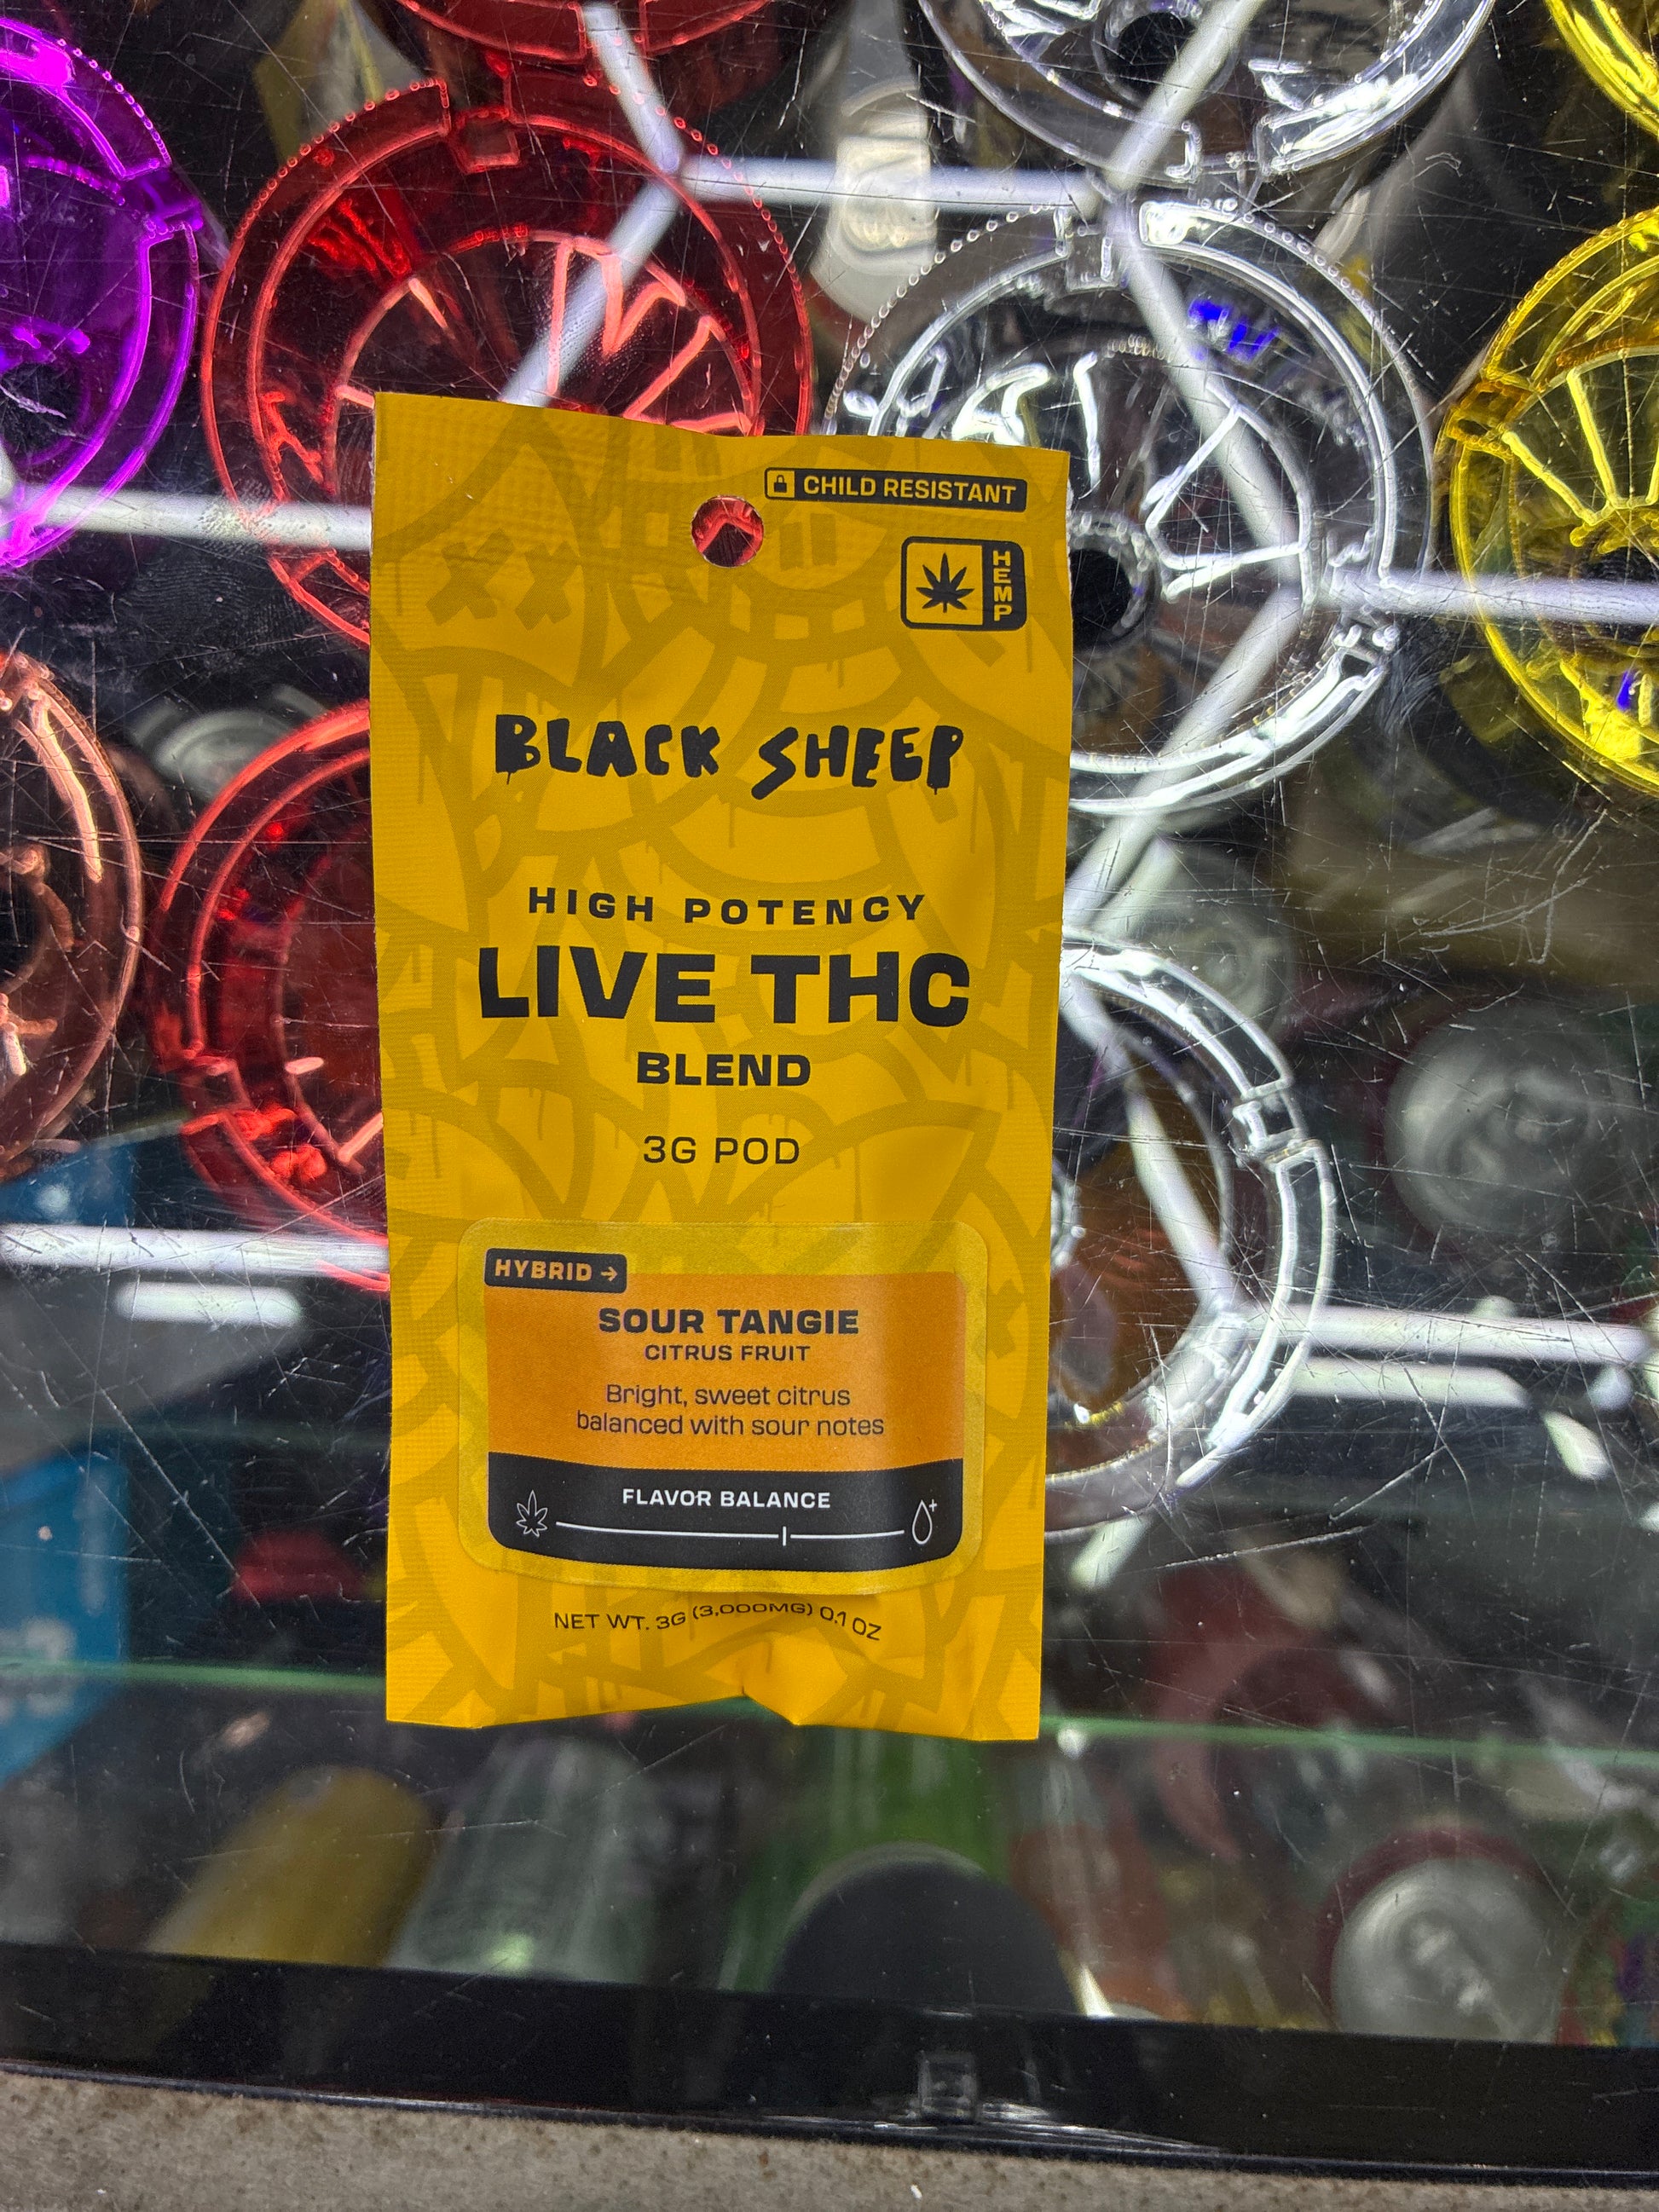 CHILD RESISTANT
HEMP
BLACK SHEEP
HIGH POTENCY
LIVE THC
BLEND
3G POD
HYBRID →
SOUR TANGIE
CITRUS FRUIT
Bright, sweet citrus
balanced with sour notes
FLAVOR BALANCE
NET WT. 3G (3,000MG) 0.1 OZ